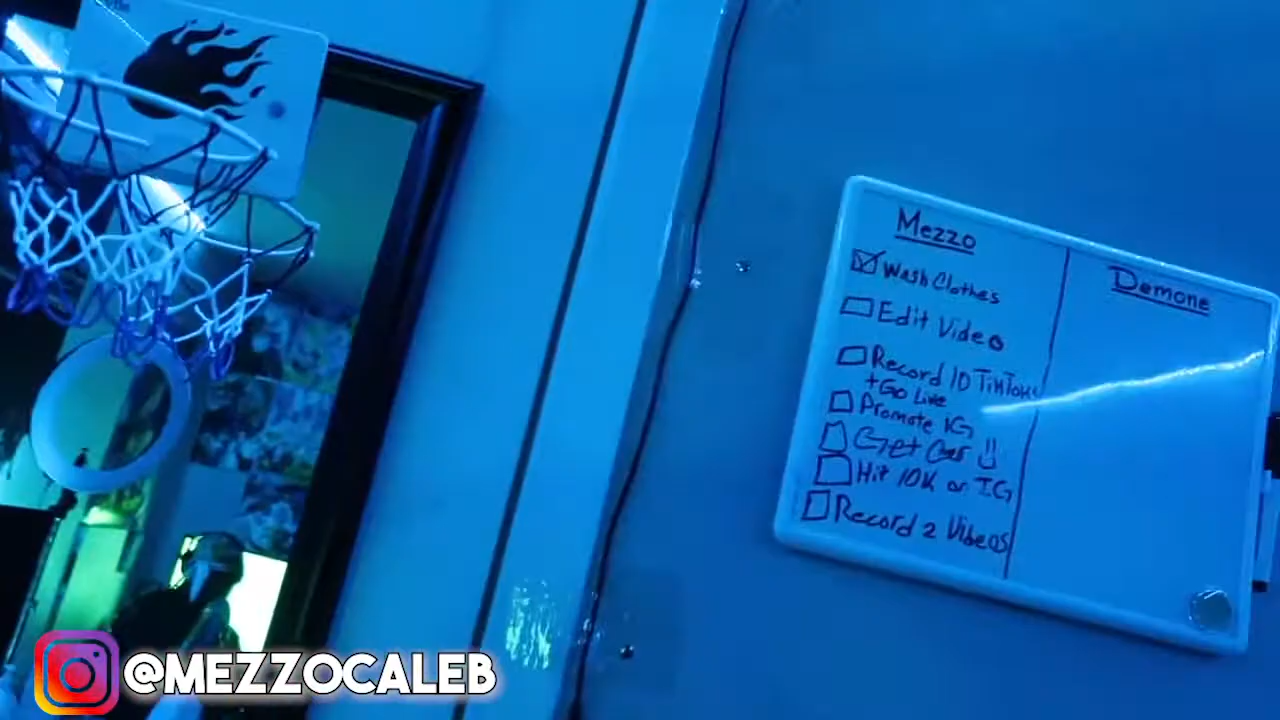 Mezzo
Wash Clothes
Edit Video
Record 10 TikToks
+Go Live
Promote IG
Get Car
Hit 10K on IG
Record 2 Videos
Demone
@MEZZOCALEB